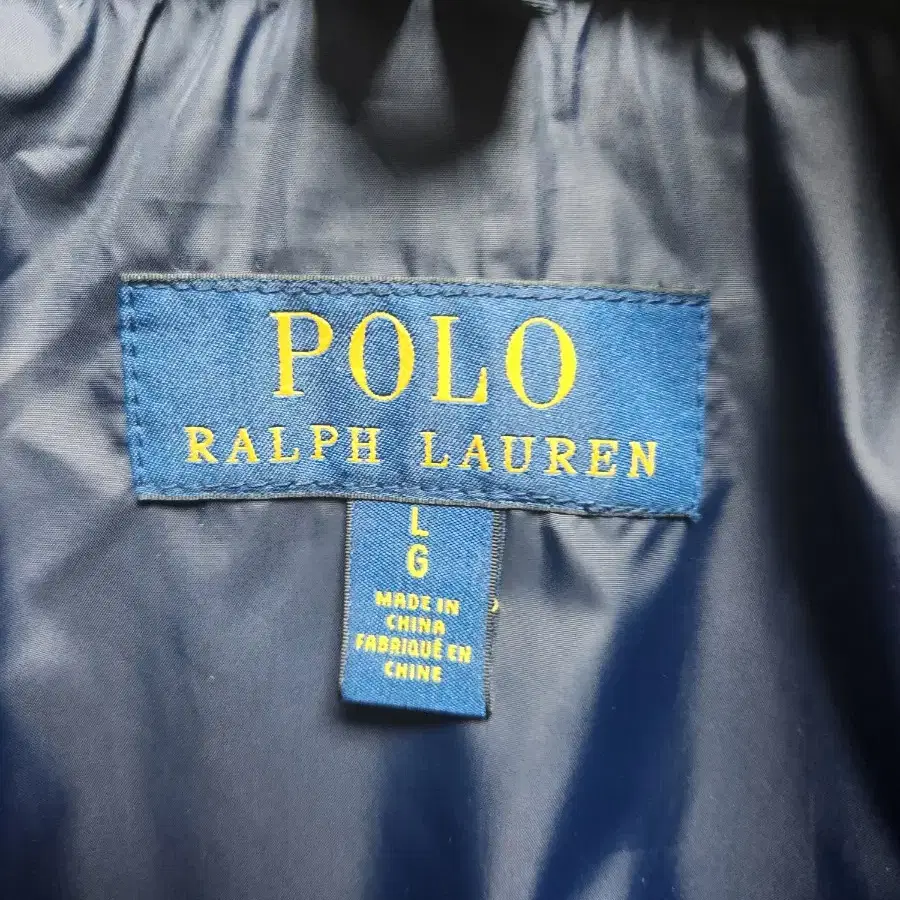 POLO
RALPH LAUREN
L
G
MADE IN
CHINA
FABRIQUÉ EN
CHINE